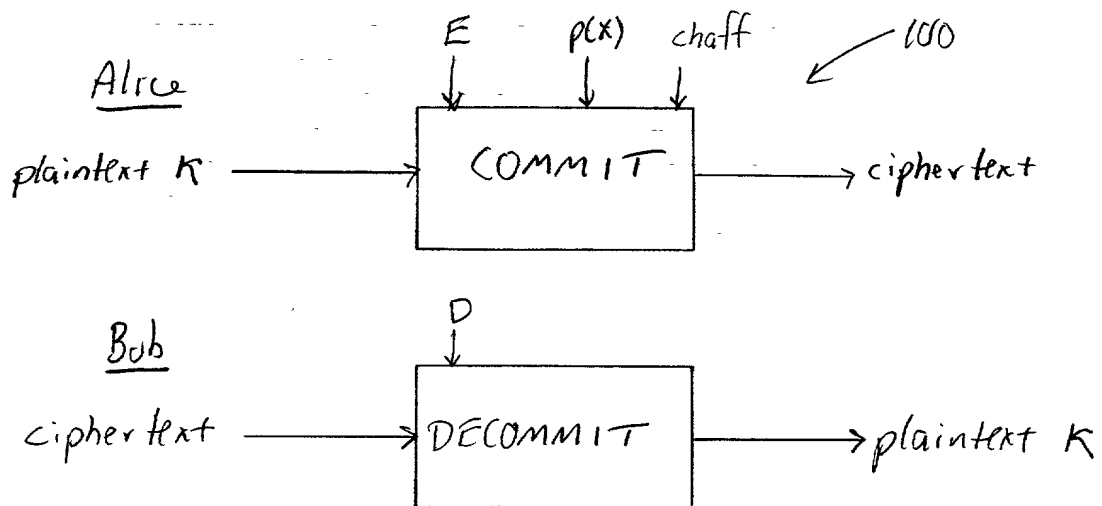 E p(x) chaff 100
Alice
plaintext K COMMIT ciphertext
D
Bob
ciphertext DECOMMIT plaintext K